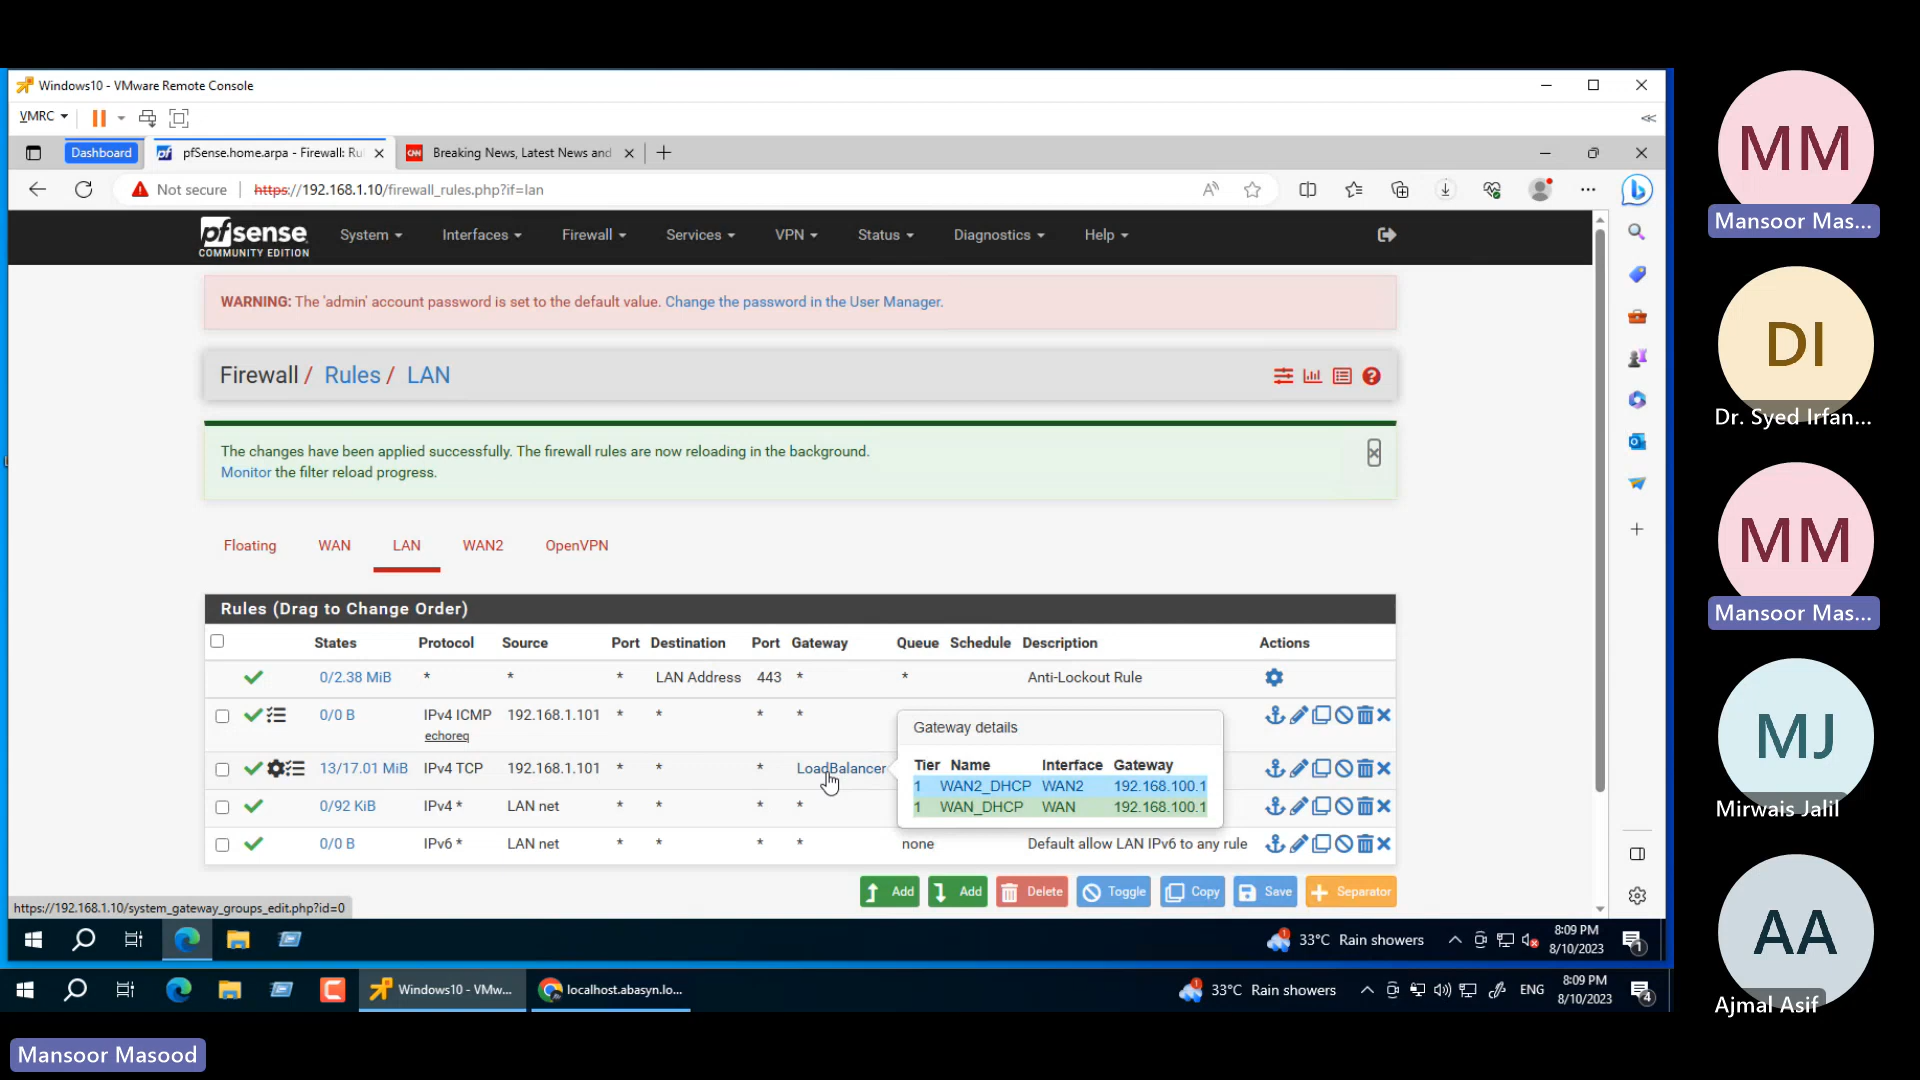 Windows10 - VMware Remote Console
VMRC
Dashboard
pfSense.home.arpa - Firewall: Ru
CNN
Breaking News, Latest News and
Not secure
https://192.168.1.10/firewall_rules.php?if=lan
pfsense
COMMUNITY EDITION
System
Interfaces
Firewall
Services
VPN
Status
Diagnostics
Help
WARNING: The 'admin' account password is set to the default value. Change the password in the User Manager.
Firewall / Rules / LAN
The changes have been applied successfully. The firewall rules are now reloading in the background.
Monitor the filter reload progress.
Floating WAN LAN WAN2 OpenVPN
Rules (Drag to Change Order)
States Protocol Source Port Destination Port Gateway Queue Schedule Description Actions
0/2.38 MiB * * * LAN Address 443 * * Anti-Lockout Rule
0/0 B IPv4 ICMP 192.168.1.101 * * * *
echoreq
13/17.01 MiB IPv4 TCP 192.168.1.101 * * * LoadBalancer
0/92 KiB IPv4 * LAN net * * * *
0/0 B IPv6 * LAN net * * * * none Default allow LAN IPv6 to any rule
Gateway details
Tier Name Interface Gateway
1 WAN2_DHCP WAN2 192.168.100.1
1 WAN_DHCP WAN 192.168.100.1
Add
Add
Delete
Toggle
Copy
Save
Separator
https://192.168.1.10/system_gateway_groups_edit.php?id=0
33°C Rain showers
8:09 PM
8/10/2023
1
Windows10 - VMw...
localhost.abasyn.lo...
33°C Rain showers
ENG
8:09 PM
8/10/2023
4
Mansoor Masood
MM
Mansoor Mas...
DI
Dr. Syed Irfan...
MM
Mansoor Mas...
MJ
Mirwais Jalil
AA
Ajmal Asif